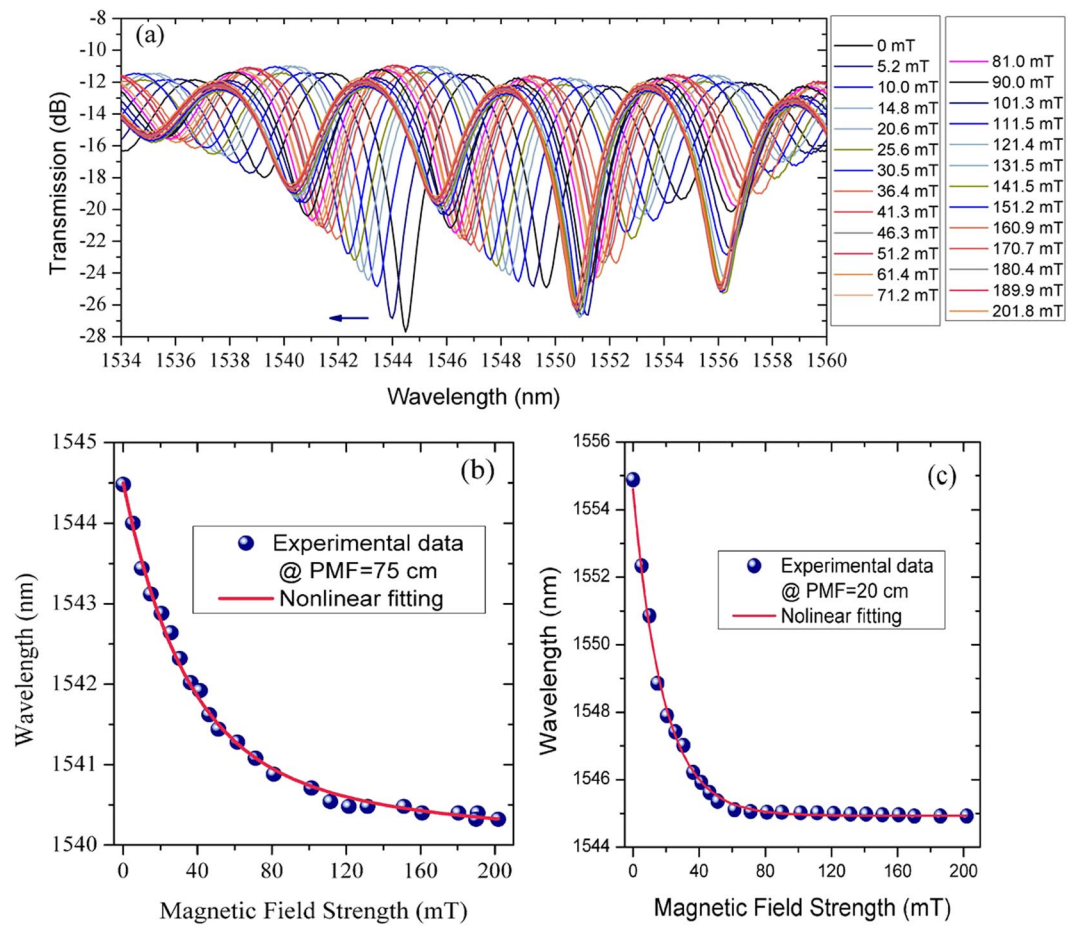 (a)
-8
-10
-12
-14
-16
-18
-20
-22
-24
-26
-28
Transmission (dB)
1534 1536 1538 1540 1542 1544 1546 1548 1550 1552 1554 1556 1558 1560
Wavelength (nm)
0 mT
5.2 mT
10.0 mT
14.8 mT
20.6 mT
25.6 mT
30.5 mT
36.4 mT
41.3 mT
46.3 mT
51.2 mT
61.4 mT
71.2 mT
81.0 mT
90.0 mT
101.3 mT
111.5 mT
121.4 mT
131.5 mT
141.5 mT
151.2 mT
160.9 mT
170.7 mT
180.4 mT
189.9 mT
201.8 mT
(b)
1545
1544
1543
1542
1541
1540
Wavelength (nm)
Experimental data
@ PMF=75 cm
Nonlinear fitting
0 40 80 120 160 200
Magnetic Field Strength (mT)
(c)
1556
1554
1552
1550
1548
1546
1544
Wavelength (nm)
Experimental data
@ PMF=20 cm
Nolinear fitting
0 40 80 120 160 200
Magnetic Field Strength (mT)